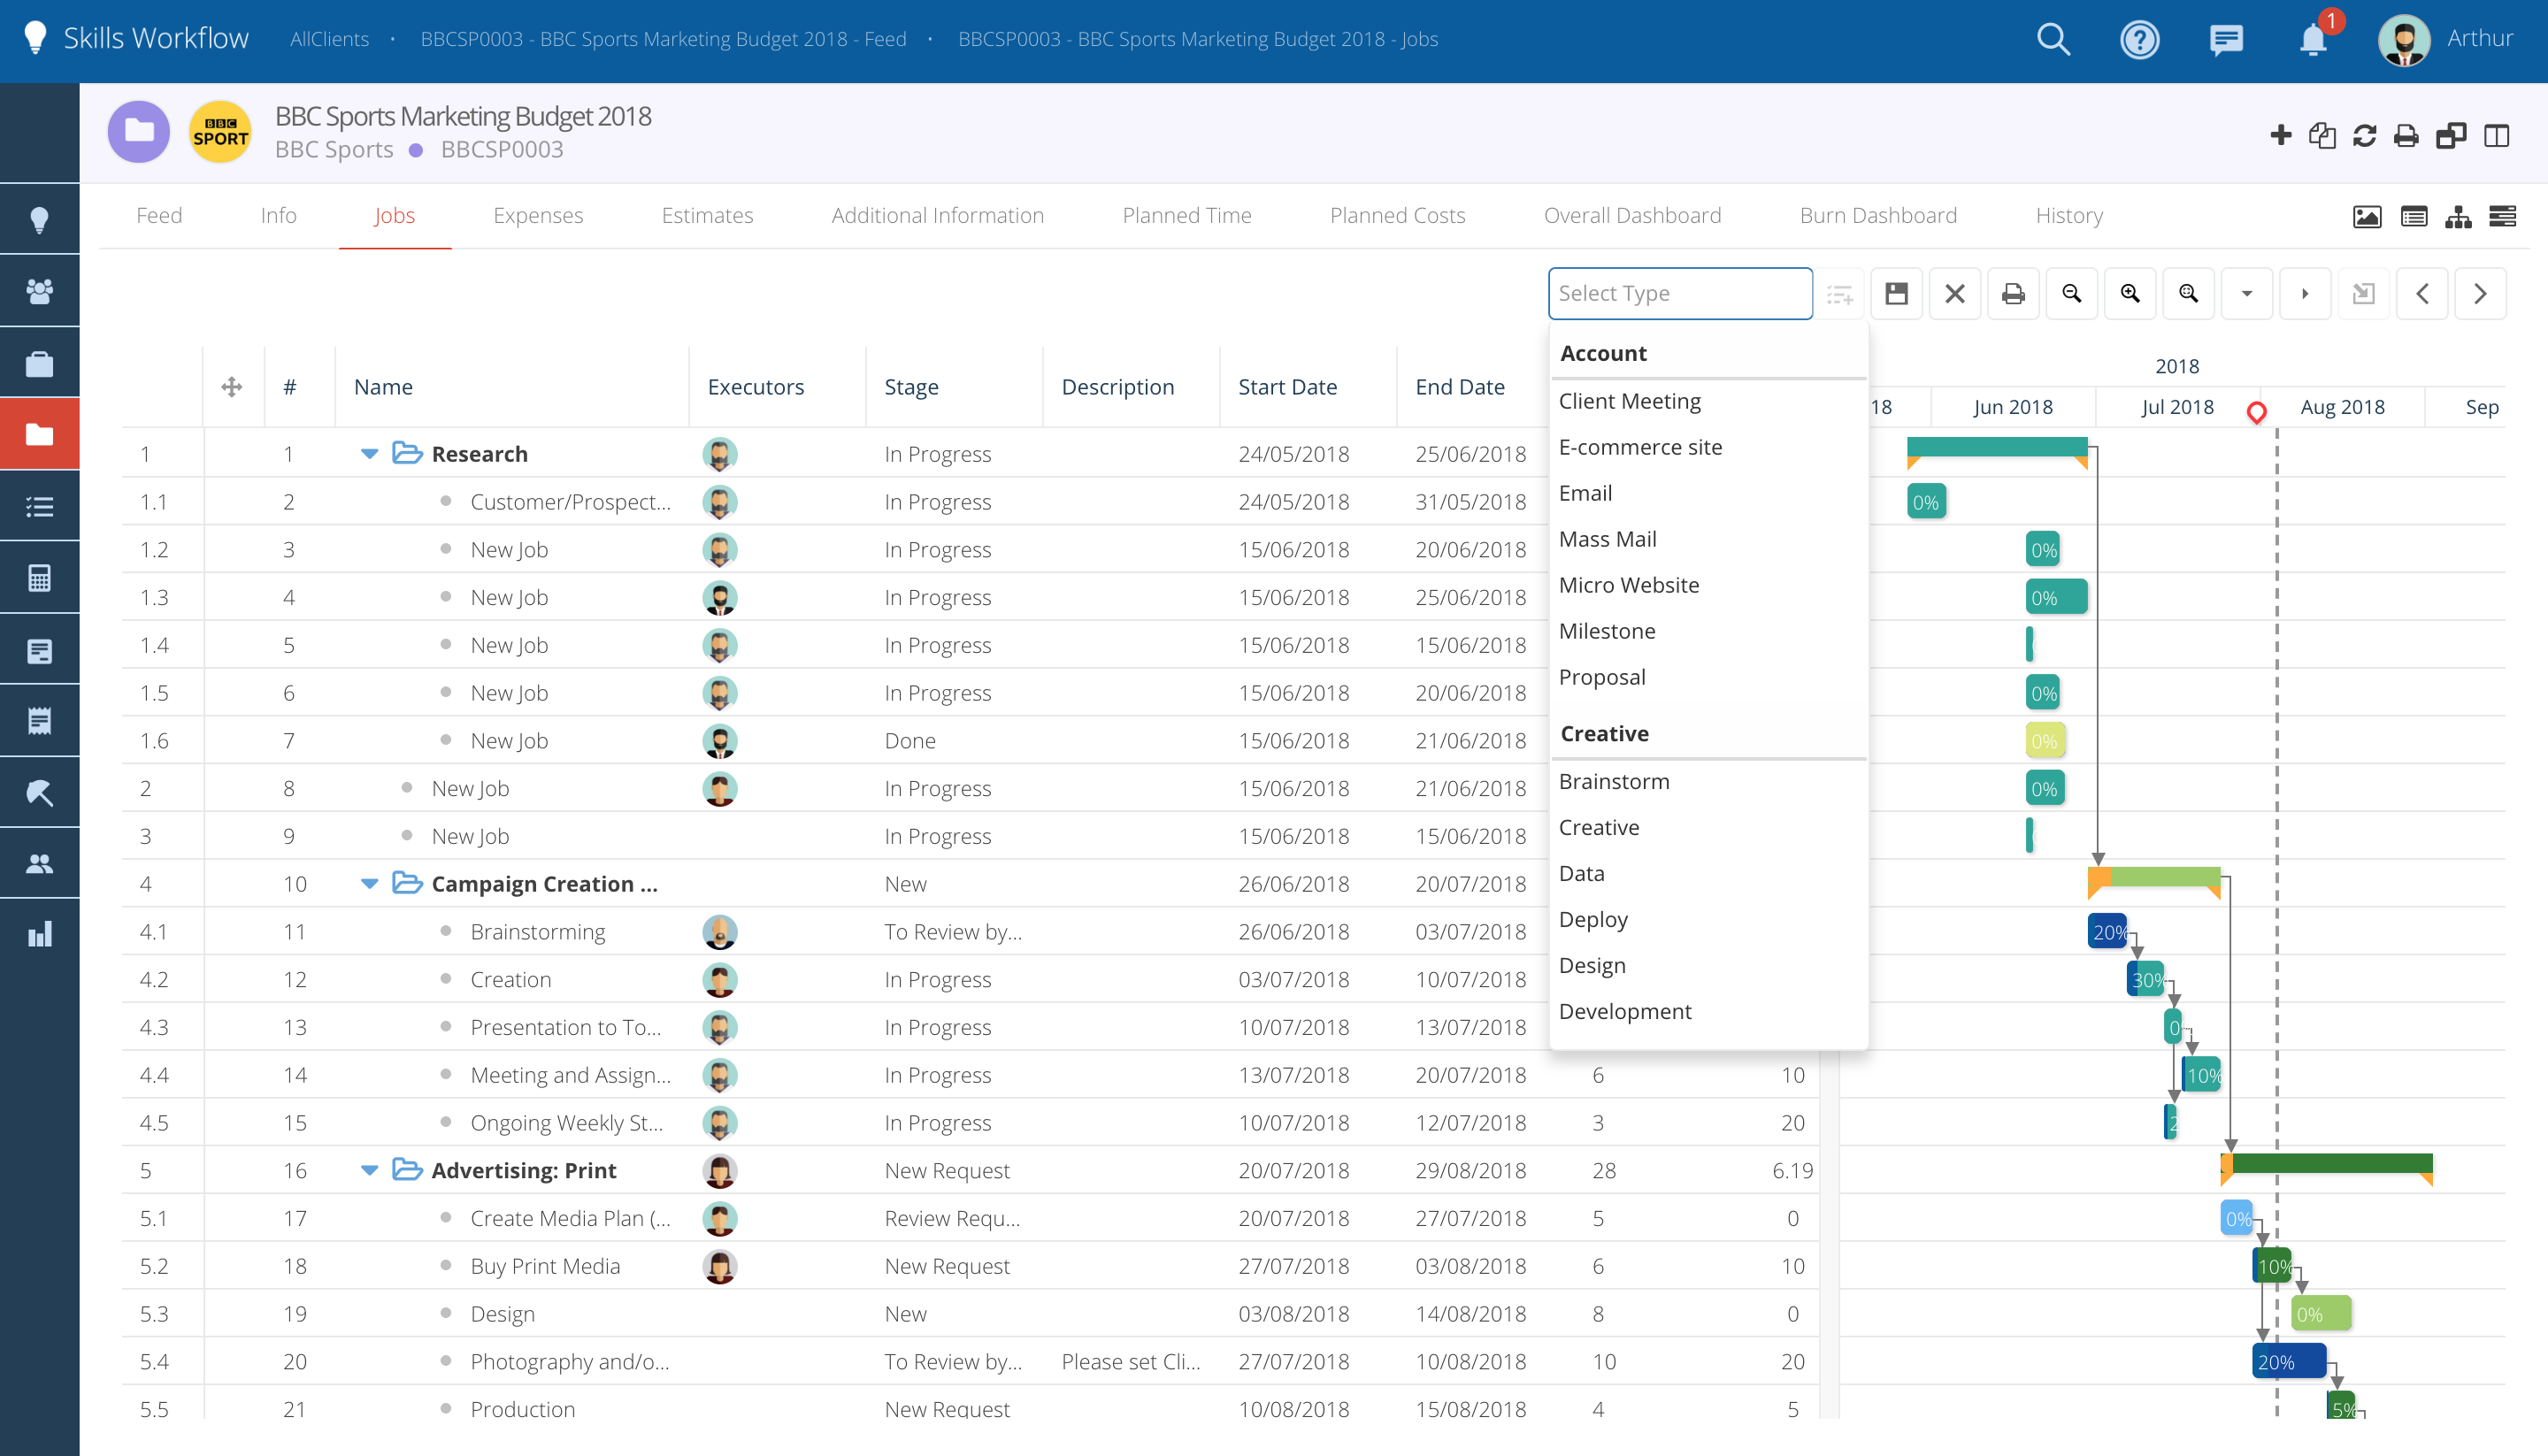 Skills Workflow AllClients • BBCSP0003 - BBC Sports Marketing Budget 2018 - Feed • BBCSP0003 - BBC Sports Marketing Budget 2018 - Jobs 1 Arthur
BBC SPORT
BBC Sports Marketing Budget 2018
BBC Sports BBCSP0003
Feed Info Jobs Expenses Estimates Additional Information Planned Time Planned Costs Overall Dashboard Burn Dashboard History
Select Type
Account
Client Meeting
E-commerce site
Email
Mass Mail
Micro Website
Milestone
Proposal
Creative
Brainstorm
Creative
Data
Deploy
Design
Development
2018
# Name Executors Stage Description Start Date End Date
18 Jun 2018 Jul 2018 Aug 2018 Sep
1 1 Research In Progress 24/05/2018 25/06/2018
1.1 2 Customer/Prospect... In Progress 24/05/2018 31/05/2018 0%
1.2 3 New Job In Progress 15/06/2018 20/06/2018 0%
1.3 4 New Job In Progress 15/06/2018 25/06/2018 0%
1.4 5 New Job In Progress 15/06/2018 15/06/2018
1.5 6 New Job In Progress 15/06/2018 20/06/2018 0%
1.6 7 New Job Done 15/06/2018 21/06/2018 0%
2 8 New Job In Progress 15/06/2018 21/06/2018 0%
3 9 New Job In Progress 15/06/2018 15/06/2018
4 10 Campaign Creation ... New 26/06/2018 20/07/2018
4.1 11 Brainstorming To Review by... 26/06/2018 03/07/2018 20%
4.2 12 Creation In Progress 03/07/2018 10/07/2018 30%
4.3 13 Presentation to To... In Progress 10/07/2018 13/07/2018 0
4.4 14 Meeting and Assign... In Progress 13/07/2018 20/07/2018 6 10 10%
4.5 15 Ongoing Weekly St... In Progress 10/07/2018 12/07/2018 3 20 2
5 16 Advertising: Print New Request 20/07/2018 29/08/2018 28 6.19
5.1 17 Create Media Plan (... Review Requ... 20/07/2018 27/07/2018 5 0 0%
5.2 18 Buy Print Media New Request 27/07/2018 03/08/2018 6 10 10%
5.3 19 Design New 03/08/2018 14/08/2018 8 0 0%
5.4 20 Photography and/o... To Review by... Please set Cli... 27/07/2018 10/08/2018 10 20 20%
5.5 21 Production New Request 10/08/2018 15/08/2018 4 5 5%